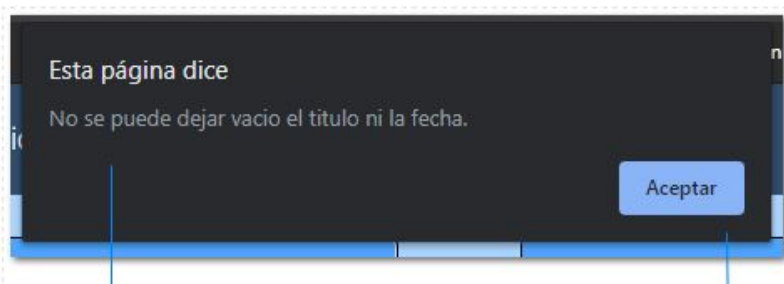 Esta página dice
No se puede dejar vacio el titulo ni la fecha.
Aceptar